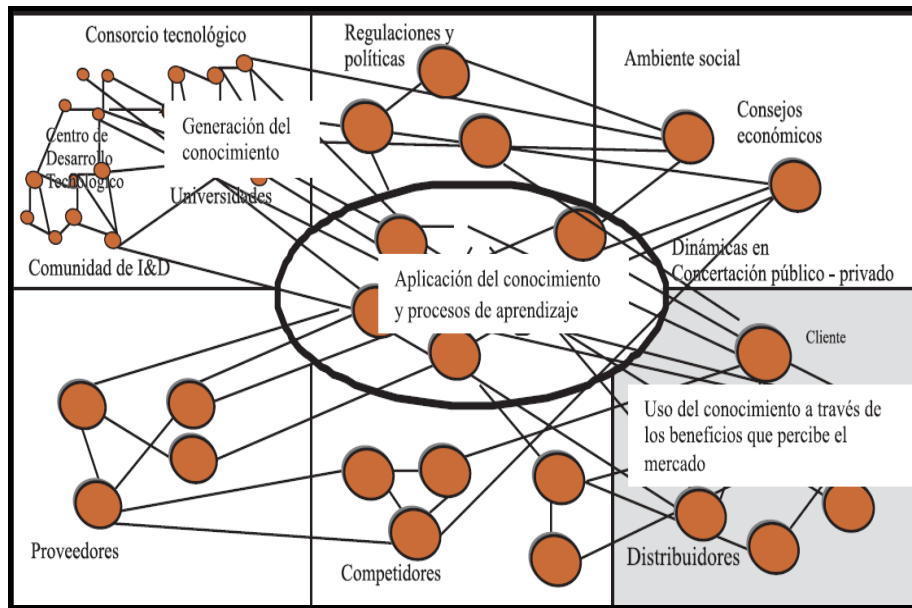 Consorcio tecnológico
Generación del
conocimiento
Centro de
Desarrollo
Tecnológico
Universidades
Comunidad de I&D
Regulaciones y
políticas
Ambiente social
Consejos
económicos
Dinámicas en
Concertación público - privado
Aplicación del conocimiento
y procesos de aprendizaje
Cliente
Uso del conocimiento a través de
los beneficios que percibe el
mercado
Proveedores
Competidores
Distribuidores